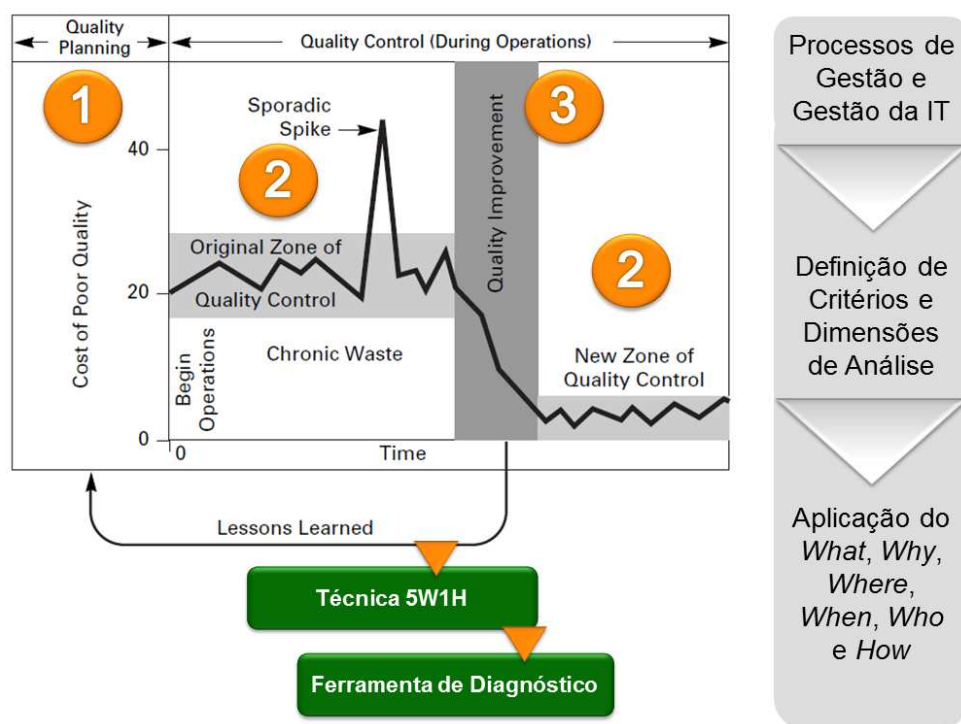 Quality
Planning
Quality Control (During Operations)
1
2
3
2
Sporadic
Spike
40
20
0
Cost of Poor Quality
Original Zone of
Quality Control
Begin
Operations
Chronic Waste
Quality Improvement
New Zone of
Quality Control
0
Time
Lessons Learned
Técnica 5W1H
Ferramenta de Diagnóstico
Processos de
Gestão e
Gestão da IT
Definição de
Critérios e
Dimensões
de Análise
Aplicação do
What, Why,
Where,
When, Who
e How